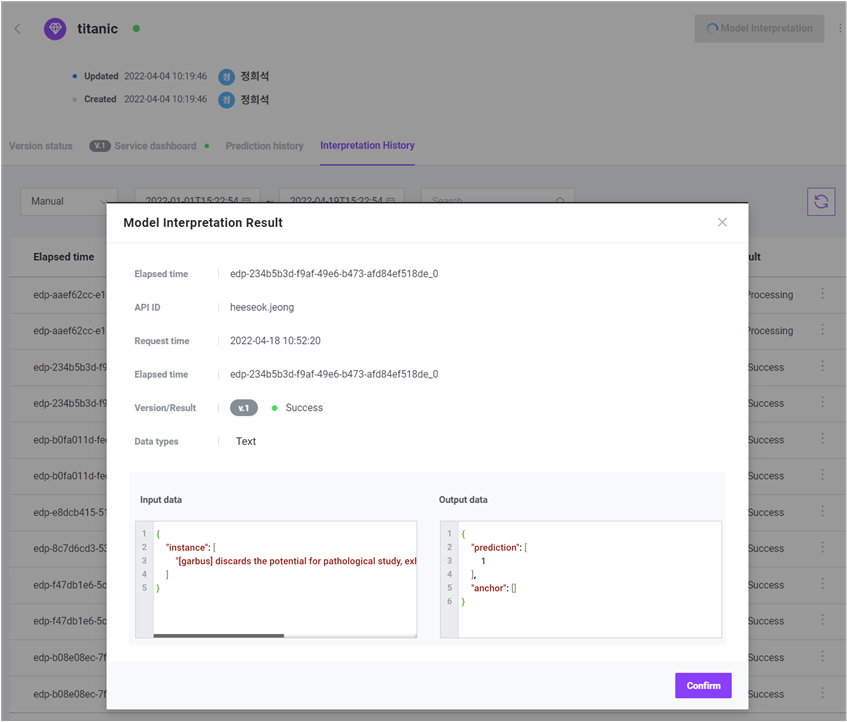 titanic
Model Interpretation
Updated 2022-04-04 10:19:46 정 정희석
Created 2022-04-04 10:19:46 정 정희석
Version status V.1 Service dashboard Prediction history Interpretation History
Manual 2022-01-01T15:22:54 ~ 2022-04-19T15:22:54 Search
Model Interpretation Result
Elapsed time ult
Elapsed time edp-234b5b3d-f9af-49e6-b473-afd84ef518de_0
edp-aaef62cc-e1 Processing
API ID heeseok.jeong
edp-aaef62cc-e1 Processing
Request time 2022-04-18 10:52:20
edp-234b5b3d-f9 Success
Elapsed time edp-234b5b3d-f9af-49e6-b473-afd84ef518de_0
edp-234b5b3d-f9 Success
Version/Result v.1 Success
edp-b0fa011d-fe Success
Data types Text
edp-b0fa011d-fe Success
Input data Output data
edp-e8dcb415-51 Success
1 { 1 {
2 "instance": [ 2 "prediction": [
edp-8c7d6cd3-53 Success
3 "[garbus] discards the potential for pathological study, exh 3 1
4 ] 4 ],
edp-f47db1e6-5c Success
5 } 5 "anchor": []
6 }
edp-f47db1e6-5c Success
edp-b08e08ec-7f Success
Confirm
edp-b08e08ec-7f Success